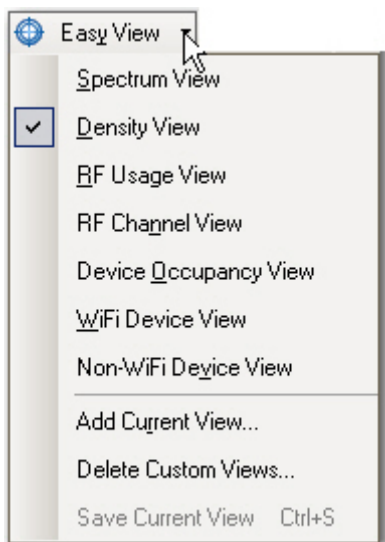 Easy View
Spectrum View
Density View
RF Usage View
RF Channel View
Device Occupancy View
WiFi Device View
Non-WiFi Device View
Add Current View...
Delete Custom Views...
Save Current View Ctrl+S